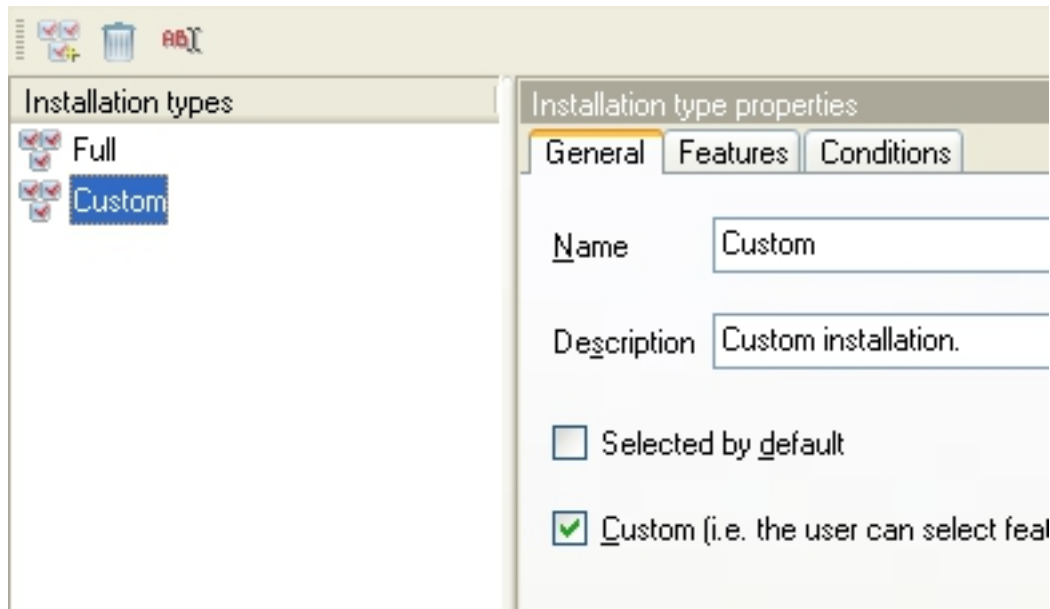 AB
Installation types
Full
Custom
Installation type properties
General Features Conditions
Name Custom
Description Custom installation.
Selected by default
Custom (i.e. the user can select feat